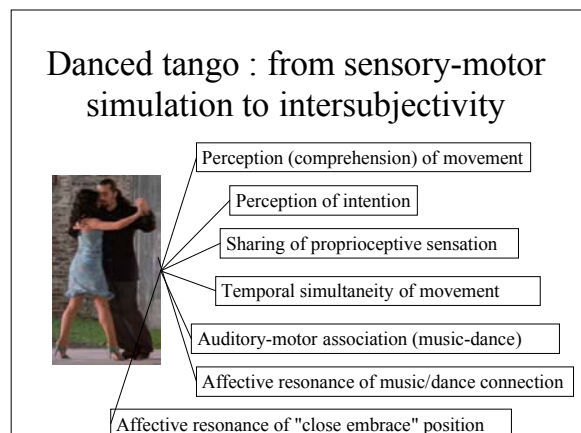 Danced tango : from sensory-motor
simulation to intersubjectivity
Perception (comprehension) of movement
Perception of intention
Sharing of proprioceptive sensation
Temporal simultaneity of movement
Auditory-motor association (music-dance)
Affective resonance of music/dance connection
Affective resonance of "close embrace" position